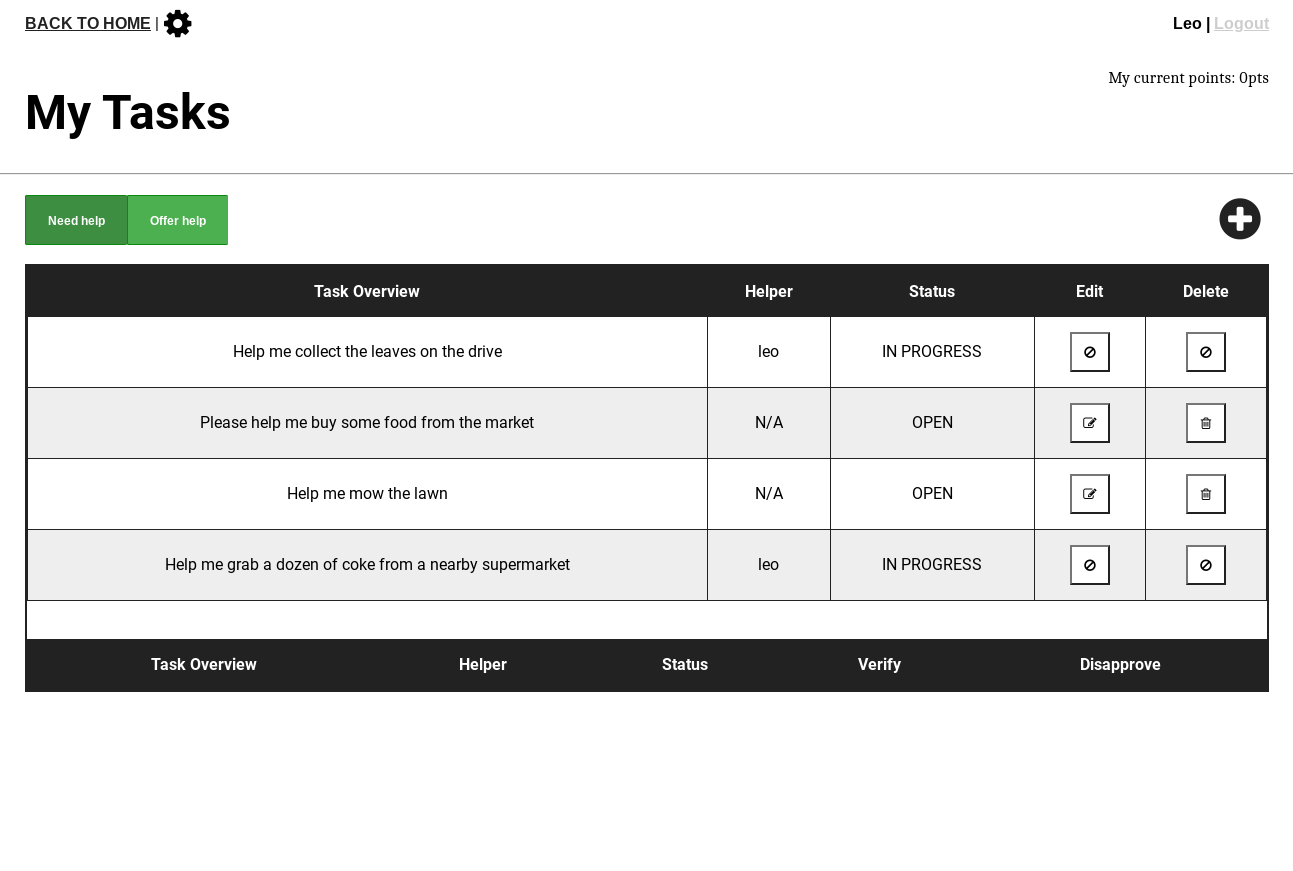 BACK TO HOME |
Leo | Logout
My current points: 0pts
My Tasks
Need help Offer help
Task Overview Helper Status Edit Delete
Help me collect the leaves on the drive leo IN PROGRESS
Please help me buy some food from the market N/A OPEN
Help me mow the lawn N/A OPEN
Help me grab a dozen of coke from a nearby supermarket leo IN PROGRESS
Task Overview Helper Status Verify Disapprove